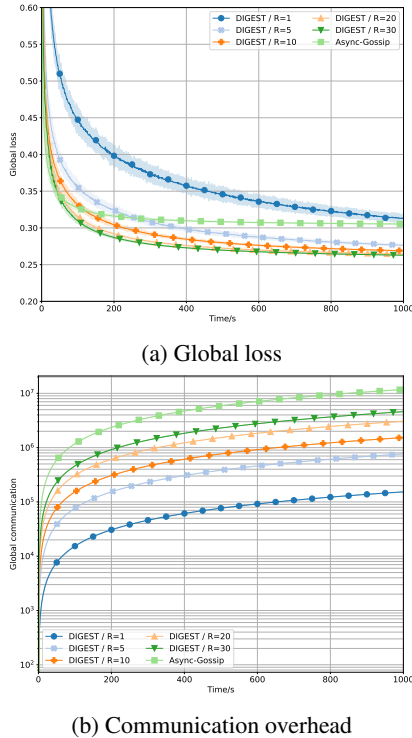 0.60
0.55
0.50
0.45
0.40
0.35
0.30
0.25
0.20
Global loss
0 200 400 600 800 1000
Time/s
DIGEST / R=1 DIGEST / R=20
DIGEST / R=5 DIGEST / R=30
DIGEST / R=10 Async-Gossip
(a) Global loss
10⁷
10⁶
10⁵
10⁴
10³
10²
Global communication
DIGEST / R=1 DIGEST / R=20
DIGEST / R=5 DIGEST / R=30
DIGEST / R=10 Async-Gossip
0 200 400 600 800 1000
Time/s
(b) Communication overhead